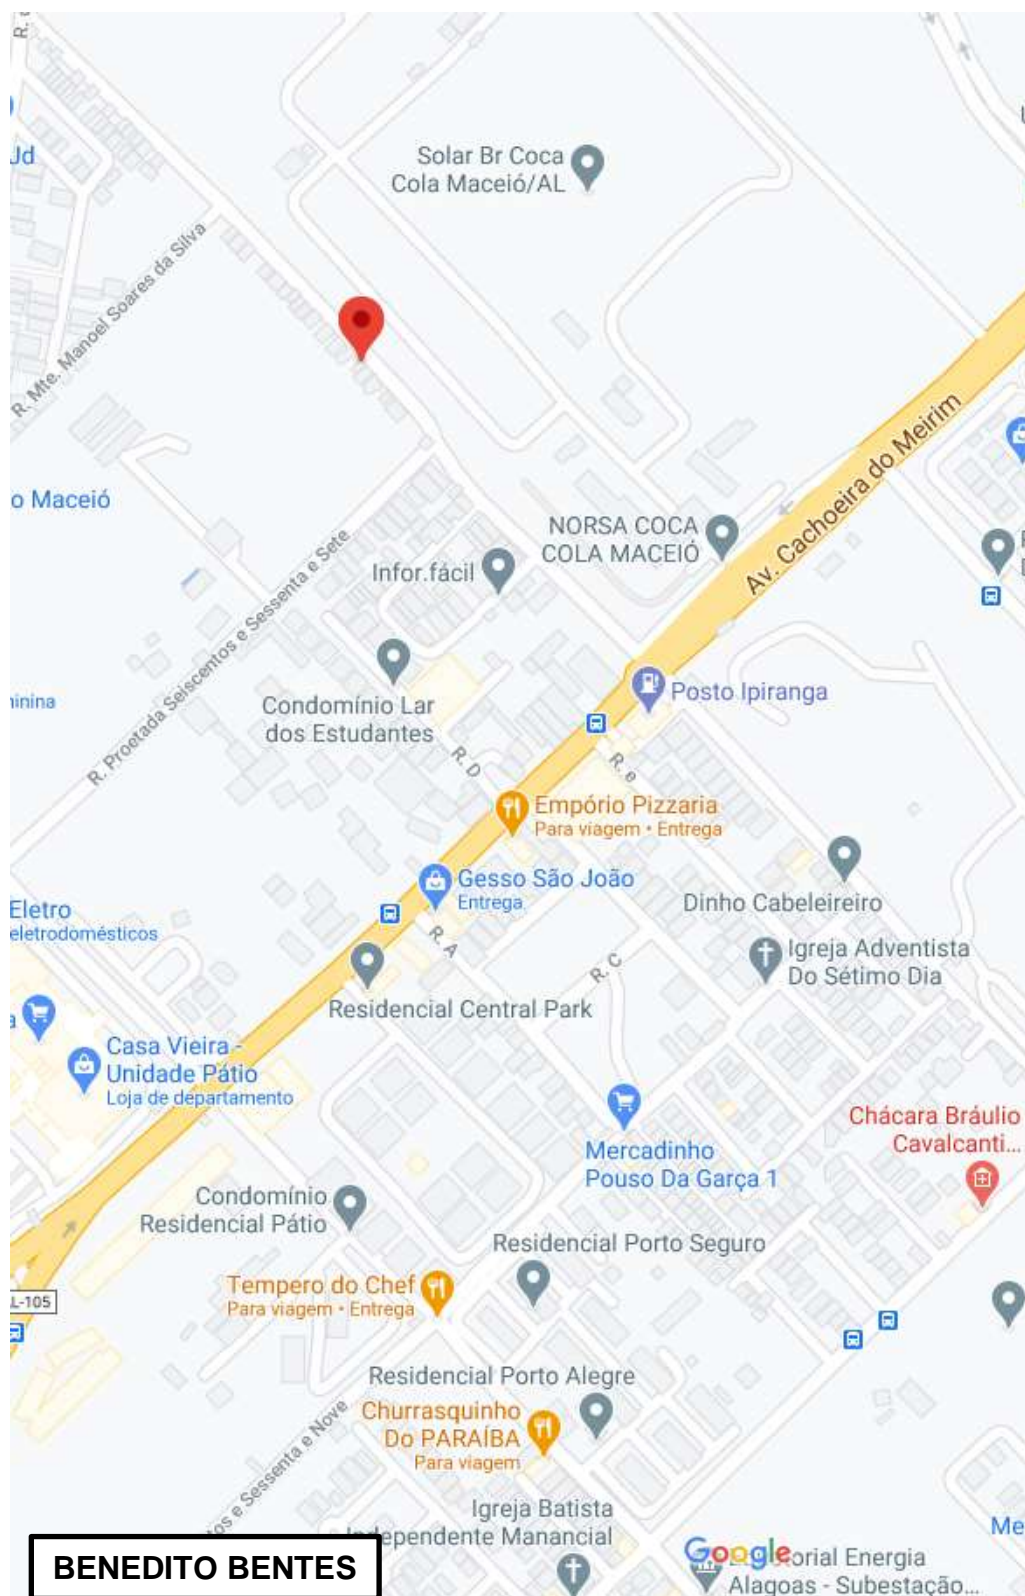 Jd
Solar Br Coca
Cola Maceió/AL
R. Mte. Manoel Soares da Silva
Av. Cachoeira do Meirim
o Maceió
NORSA COCA
COLA MACEIÓ
Infor.fácil
R. Proetada Seiscentos e Sessenta e Sete
Condomínio Lar
dos Estudantes
Posto Ipiranga
R. D
R. e
Empório Pizzaria
Para viagem • Entrega
Gesso São João
Entrega
Dinho Cabeleireiro
Eletro
eletrodomésticos
R. A
R. C
Igreja Adventista
Do Sétimo Dia
Residencial Central Park
Casa Vieira -
Unidade Pátio
Loja de departamento
Chácara Bráulio
Cavalcanti...
Mercadinho
Pouso Da Garça 1
Condomínio
Residencial Pátio
Residencial Porto Seguro
Tempero do Chef
Para viagem • Entrega
L-105
Residencial Porto Alegre
Churrasquinho
Do PARAÍBA
Para viagem
os e Sessenta e Nove
Igreja Batista
Independente Manancial
Me
Google
orial Energia
Alagoas - Subestação...
BENEDITO BENTES